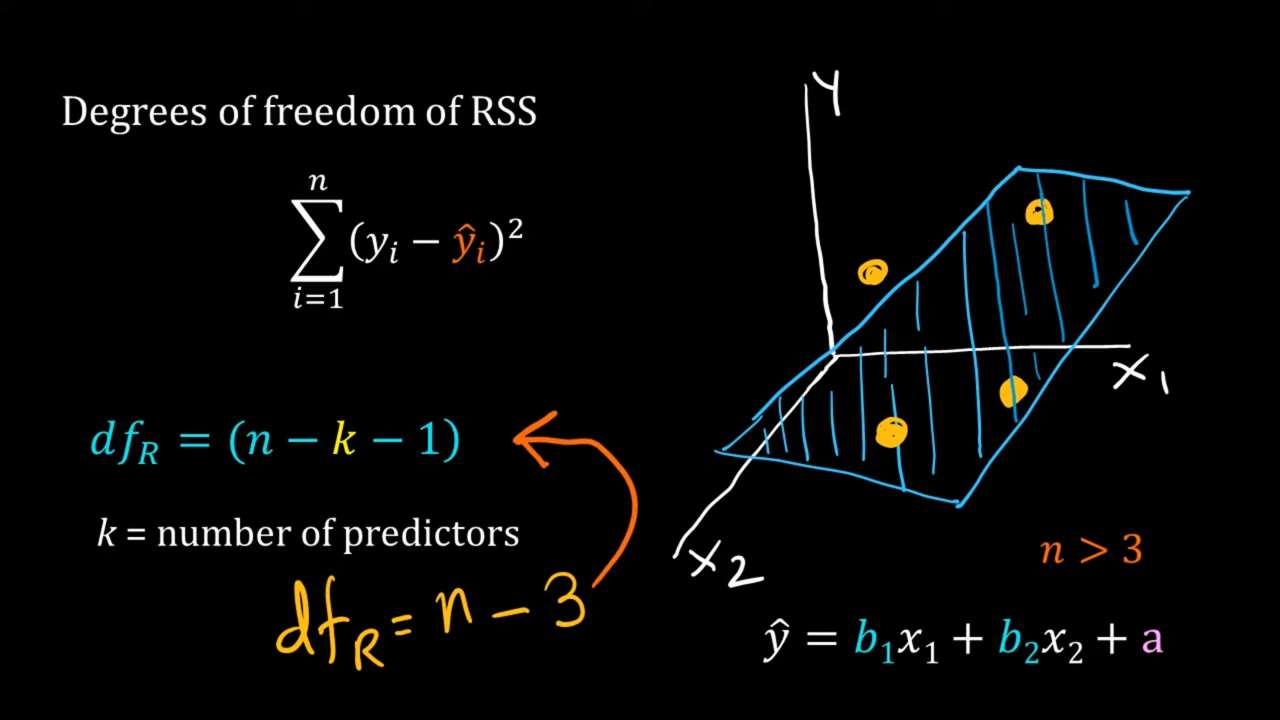 Degrees of freedom of RSS
n
∑ (yᵢ − ŷᵢ)²
i=1
df_R = (n − k − 1)
k = number of predictors
df_R = n − 3
Y
X₁
X₂
n > 3
ŷ = b₁x₁ + b₂x₂ + a